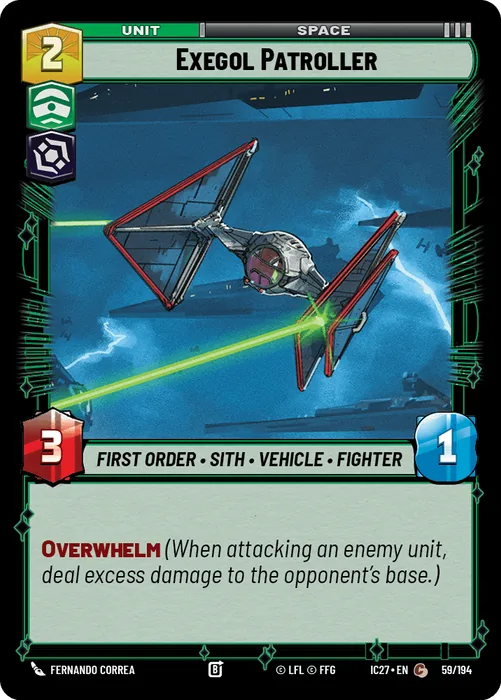 UNIT
SPACE
2
EXEGOL PATROLLER
3
1
FIRST ORDER • SITH • VEHICLE • FIGHTER
OVERWHELM (When attacking an enemy unit,
deal excess damage to the opponent's base.)
FERNANDO CORREA
B
© LFL © FFG
IC27 • EN
C
59/194